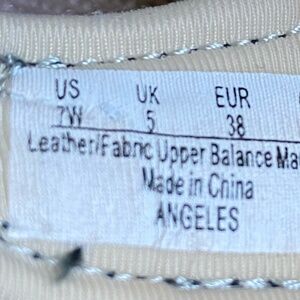 US UK EUR
7W 5 38
Leather/Fabric Upper Balance Ma
Made in China
ANGELES